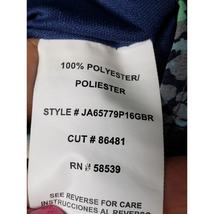 100% POLYESTER/
POLIESTER
STYLE # JA65779P16GBR
CUT # 86481
RN # 58539
SEE REVERSE FOR CARE
INSTRUCCIONES AL REVERSO